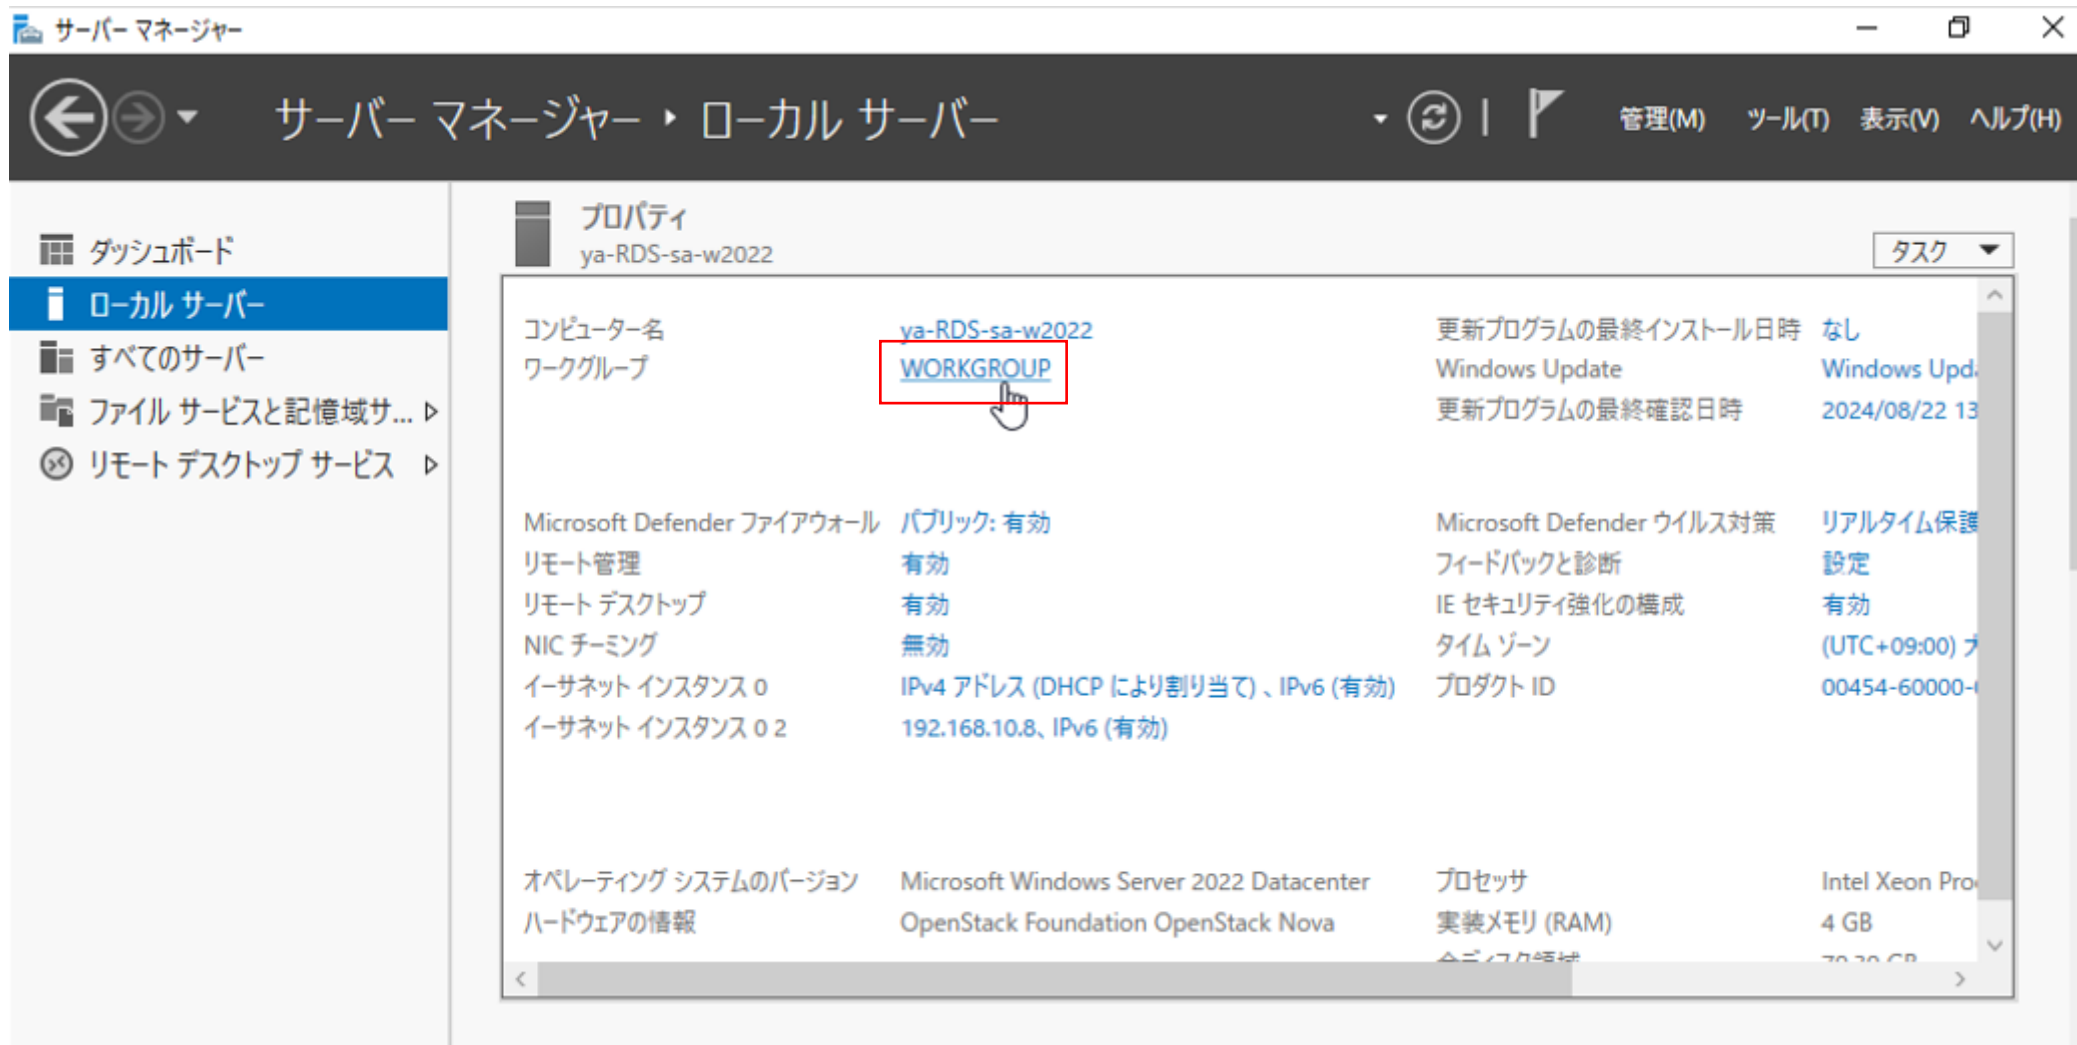 サーバー マネージャー
サーバー マネージャー ・ ローカル サーバー
管理(M) ツール(T) 表示(V) ヘルプ(H)
ダッシュボード
ローカル サーバー
すべてのサーバー
ファイル サービスと記憶域サ...
リモート デスクトップ サービス
プロパティ
ya-RDS-sa-w2022
タスク
コンピューター名 ya-RDS-sa-w2022 更新プログラムの最終インストール日時 なし
ワークグループ WORKGROUP Windows Update Windows Upda
更新プログラムの最終確認日時 2024/08/22 13
Microsoft Defender ファイアウォール パブリック: 有効 Microsoft Defender ウイルス対策 リアルタイム保護
リモート管理 有効 フィードバックと診断 設定
リモート デスクトップ 有効 IE セキュリティ強化の構成 有効
NIC チーミング 無効 タイム ゾーン (UTC+09:00)
イーサネット インスタンス 0 IPv4 アドレス (DHCP により割り当て) 、IPv6 (有効) プロダクト ID 00454-60000-
イーサネット インスタンス 0 2 192.168.10.8、IPv6 (有効)
オペレーティング システムのバージョン Microsoft Windows Server 2022 Datacenter プロセッサ Intel Xeon Pro
ハードウェアの情報 OpenStack Foundation OpenStack Nova 実装メモリ (RAM) 4 GB